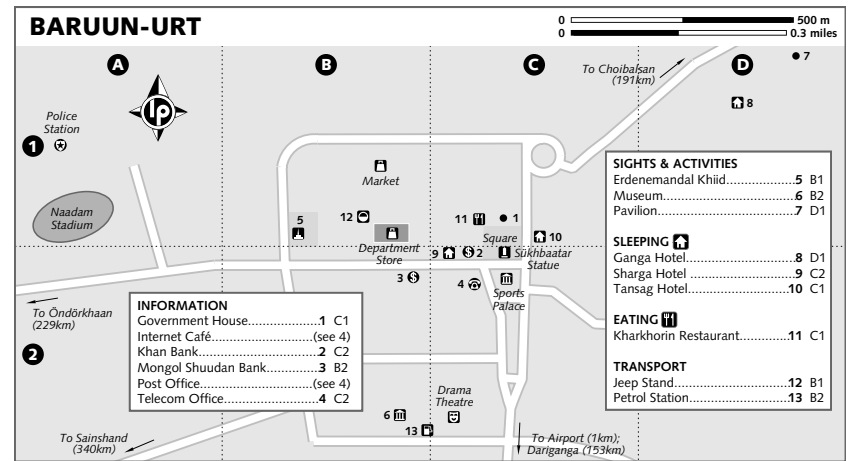 BARUUN-URT
0 500 m
0 0.3 miles
A B C D
To Choibalsan
(191km)
7
8
Police
Station
lp
1
Market
Naadam
Stadium
5
12
11
1
10
Department
Store
9
2
Square
Sükhbaatar
Statue
3
4
Sports
Palace
To Öndörkhaan
(229km)
2
Drama
Theatre
6
13
To Sainshand
(340km)
To Airport (1km);
Dariganga (153km)
INFORMATION
Government House......................1 C1
Internet Café.........................(see 4)
Khan Bank.................................2 C2
Mongol Shuudan Bank...............3 B2
Post Office.............................(see 4)
Telecom Office..........................4 C2
SIGHTS & ACTIVITIES
Erdenemandal Khiid....................5 B1
Museum......................................6 B2
Pavilion.......................................7 D1
SLEEPING
Ganga Hotel................................8 D1
Sharga Hotel ..............................9 C2
Tansag Hotel.............................10 C1
EATING
Kharkhorin Restaurant..............11 C1
TRANSPORT
Jeep Stand................................12 B1
Petrol Station............................13 B2